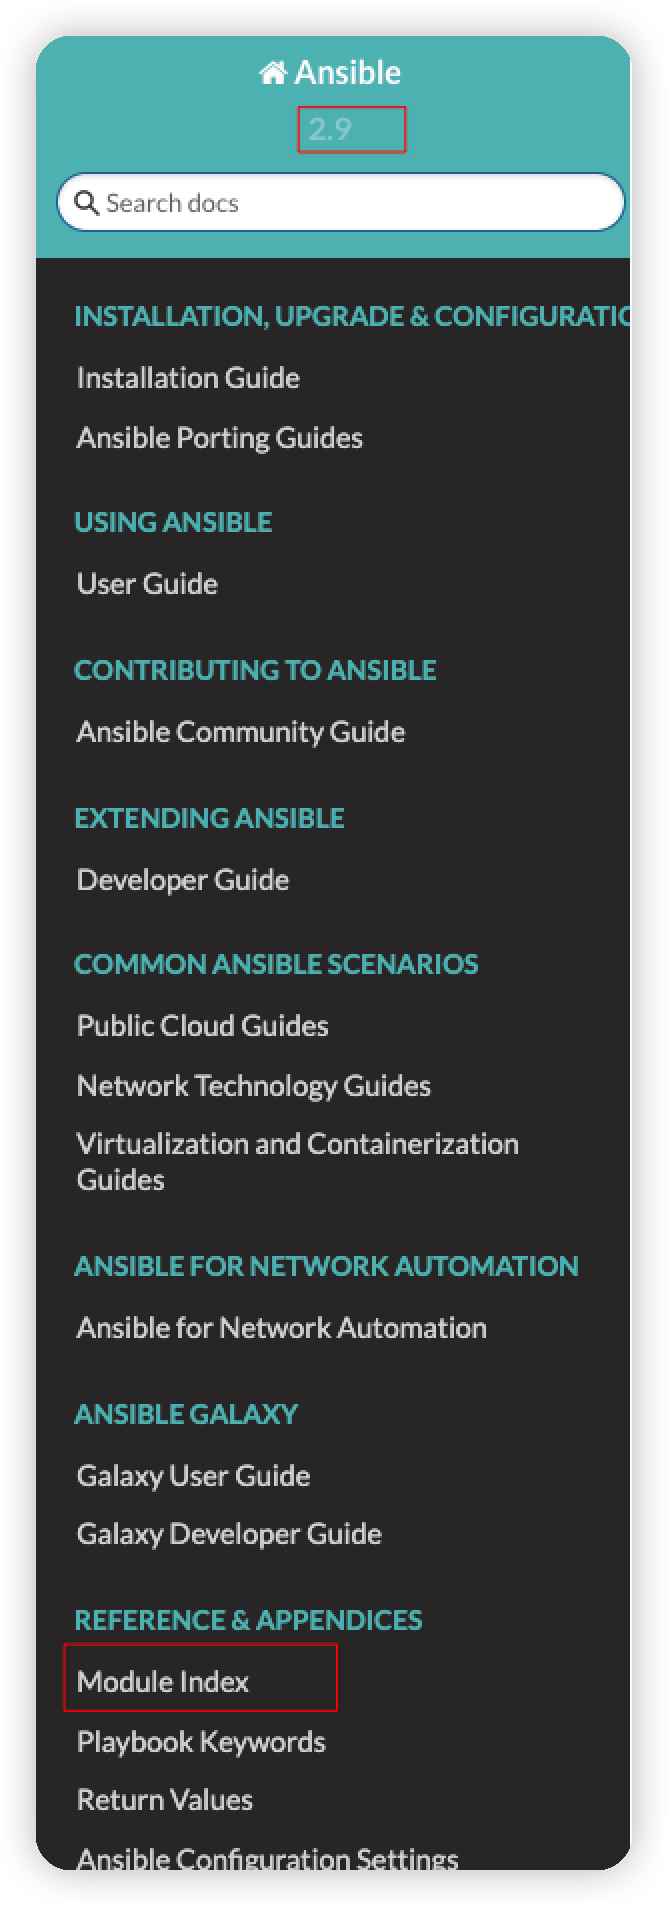 Ansible
2.9
Search docs
INSTALLATION, UPGRADE & CONFIGURATIO
Installation Guide
Ansible Porting Guides
USING ANSIBLE
User Guide
CONTRIBUTING TO ANSIBLE
Ansible Community Guide
EXTENDING ANSIBLE
Developer Guide
COMMON ANSIBLE SCENARIOS
Public Cloud Guides
Network Technology Guides
Virtualization and Containerization
Guides
ANSIBLE FOR NETWORK AUTOMATION
Ansible for Network Automation
ANSIBLE GALAXY
Galaxy User Guide
Galaxy Developer Guide
REFERENCE & APPENDICES
Module Index
Playbook Keywords
Return Values
Ansible Configuration Settings